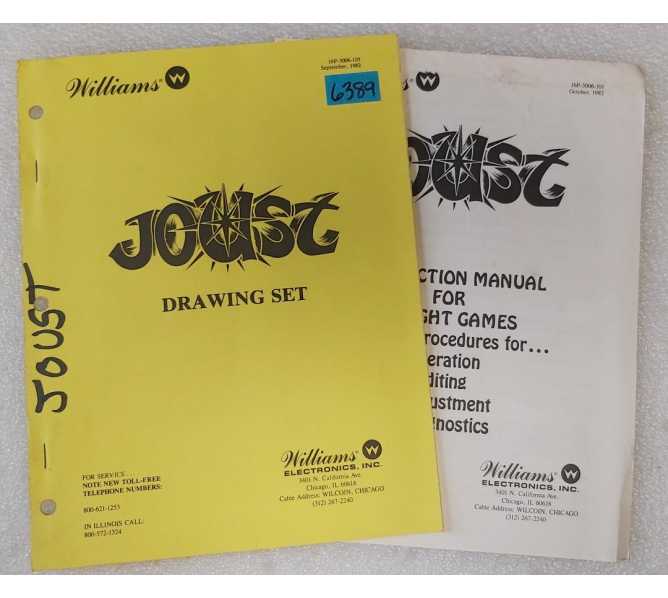 Williams
16P-3006-101
September, 1982
6389
JOUST
DRAWING SET
JOUST
FOR SERVICE . . .
NOTE NEW TOLL-FREE
TELEPHONE NUMBERS:
800-621-1253
IN ILLINOIS CALL:
800-572-1324
Williams
ELECTRONICS, INC.
3401 N. California Ave.
Chicago, IL 60618
Cable Address: WILCOIN, CHICAGO
(312) 267-2240
October, 1982
OUST
CTION MANUAL
FOR
GHT GAMES
rocedures for...
eration
diting
ustment
gnostics
Williams
ELECTRONICS, INC.
3401 N. California Ave.
Chicago, IL 60618
Cable Address: WILCOIN, CHICAGO
(312) 267-2240